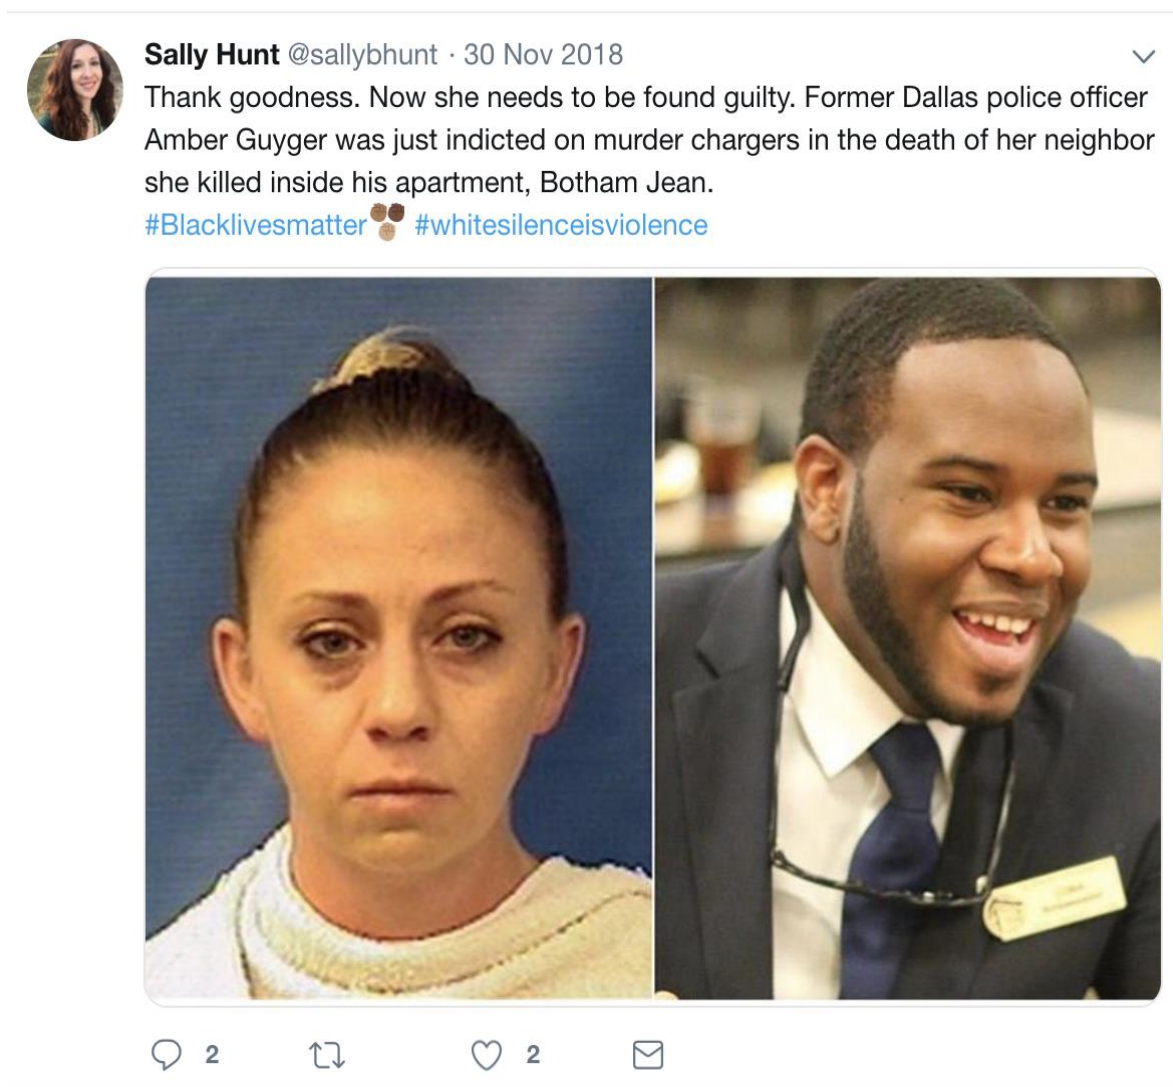 Sally Hunt @sallybhunt · 30 Nov 2018
Thank goodness. Now she needs to be found guilty. Former Dallas police officer
Amber Guyger was just indicted on murder chargers in the death of her neighbor
she killed inside his apartment, Botham Jean.
#Blacklivesmatter #whitesilenceisviolence
2 2